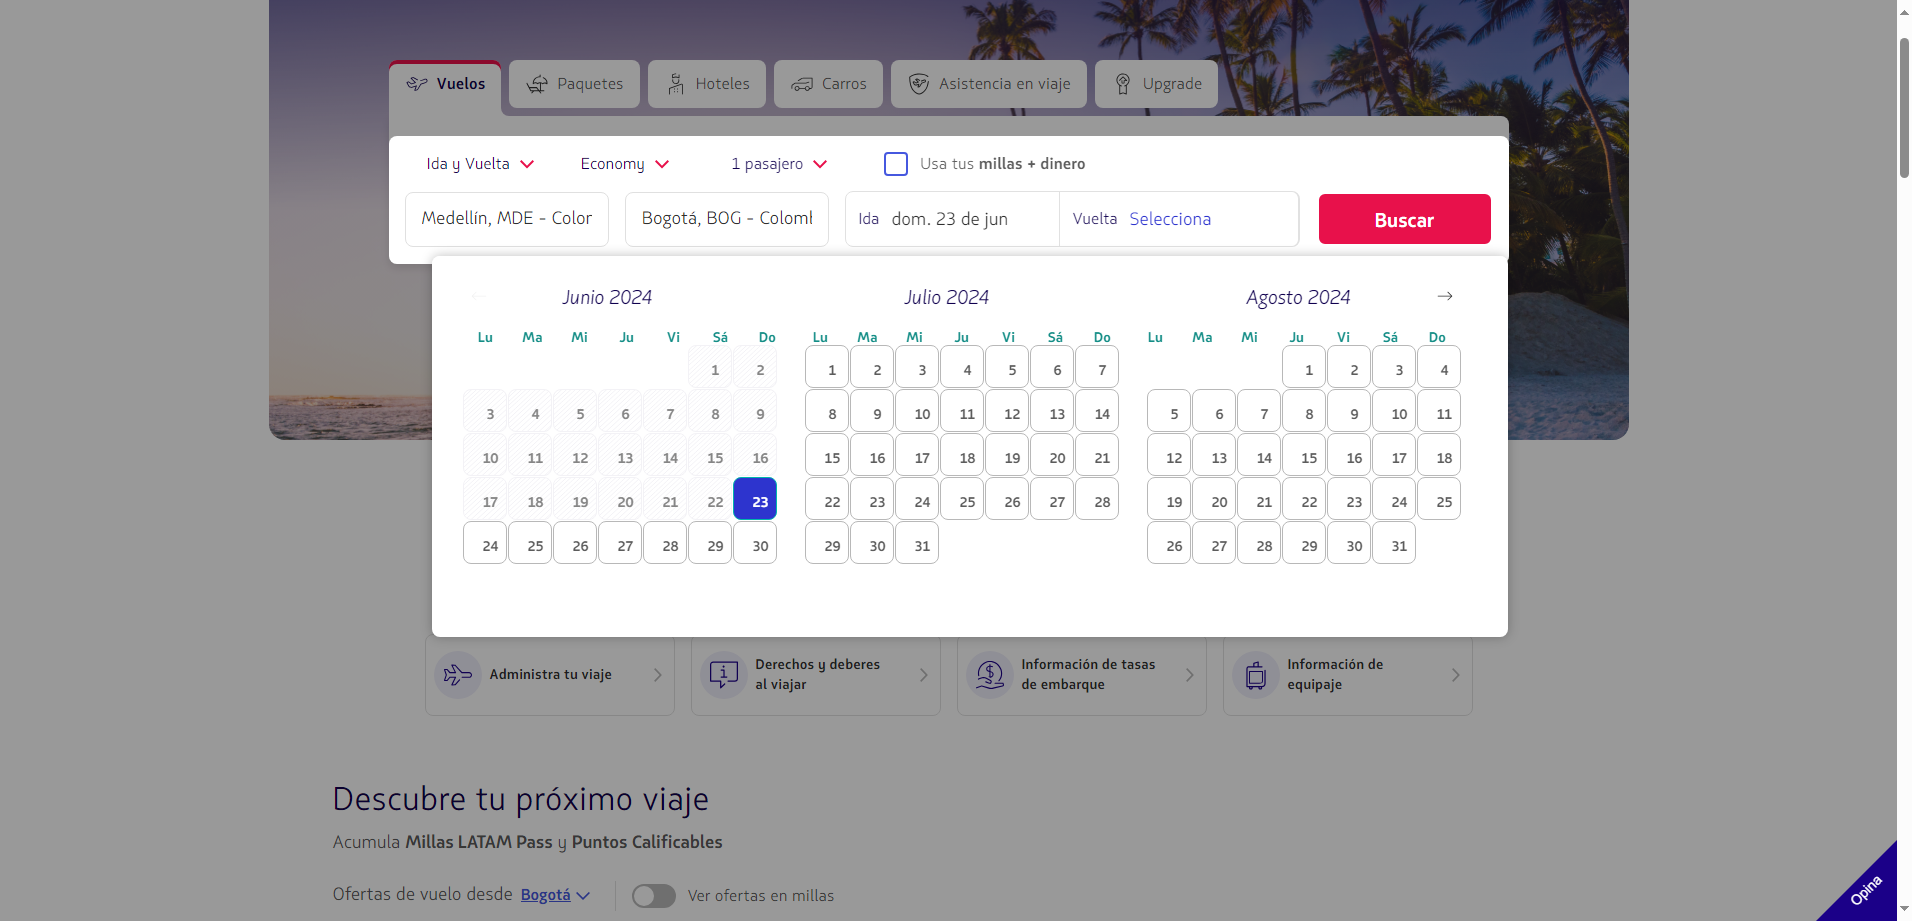 Vuelos Paquetes Hoteles Carros Asistencia en viaje Upgrade
Ida y Vuelta Economy 1 pasajero Usa tus millas + dinero
Medellín, MDE - Color Bogotá, BOG - Colom Ida dom. 23 de jun Vuelta Selecciona Buscar
Junio 2024 Julio 2024 Agosto 2024
Lu Ma Mi Ju Vi Sá Do Lu Ma Mi Ju Vi Sá Do Lu Ma Mi Ju Vi Sá Do
1 2 1 2 3 4 5 6 7 1 2 3 4
3 4 5 6 7 8 9 8 9 10 11 12 13 14 5 6 7 8 9 10 11
10 11 12 13 14 15 16 15 16 17 18 19 20 21 12 13 14 15 16 17 18
17 18 19 20 21 22 23 22 23 24 25 26 27 28 19 20 21 22 23 24 25
24 25 26 27 28 29 30 29 30 31 26 27 28 29 30 31
Administra tu viaje
Derechos y deberes
al viajar
Información de tasas
de embarque
Información de
equipaje
Descubre tu próximo viaje
Acumula Millas LATAM Pass y Puntos Calificables
Ofertas de vuelo desde Bogotá Ver ofertas en millas
Opina